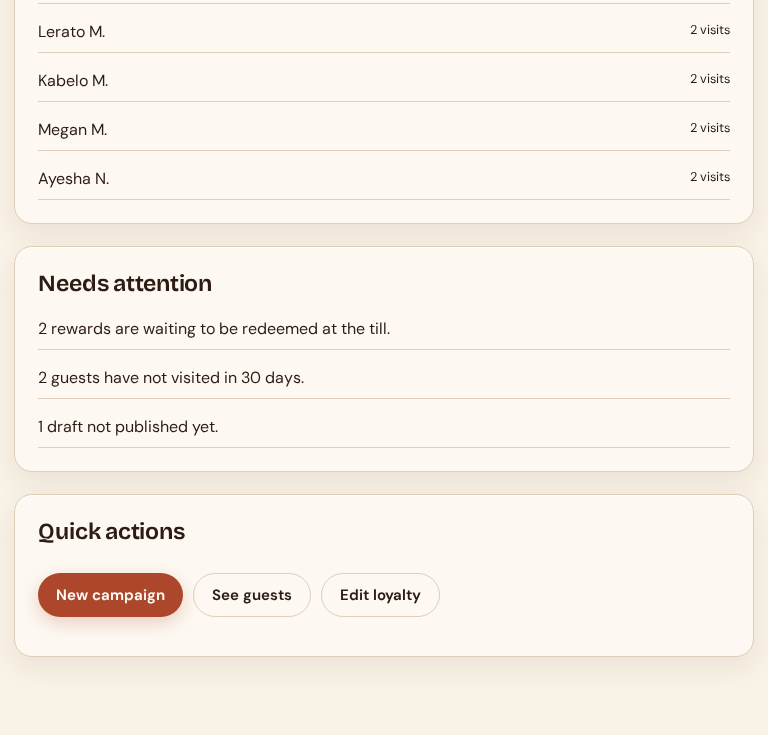 Lerato M. 2 visits
Kabelo M. 2 visits
Megan M. 2 visits
Ayesha N. 2 visits
Needs attention
2 rewards are waiting to be redeemed at the till.
2 guests have not visited in 30 days.
1 draft not published yet.
Quick actions
New campaign See guests Edit loyalty